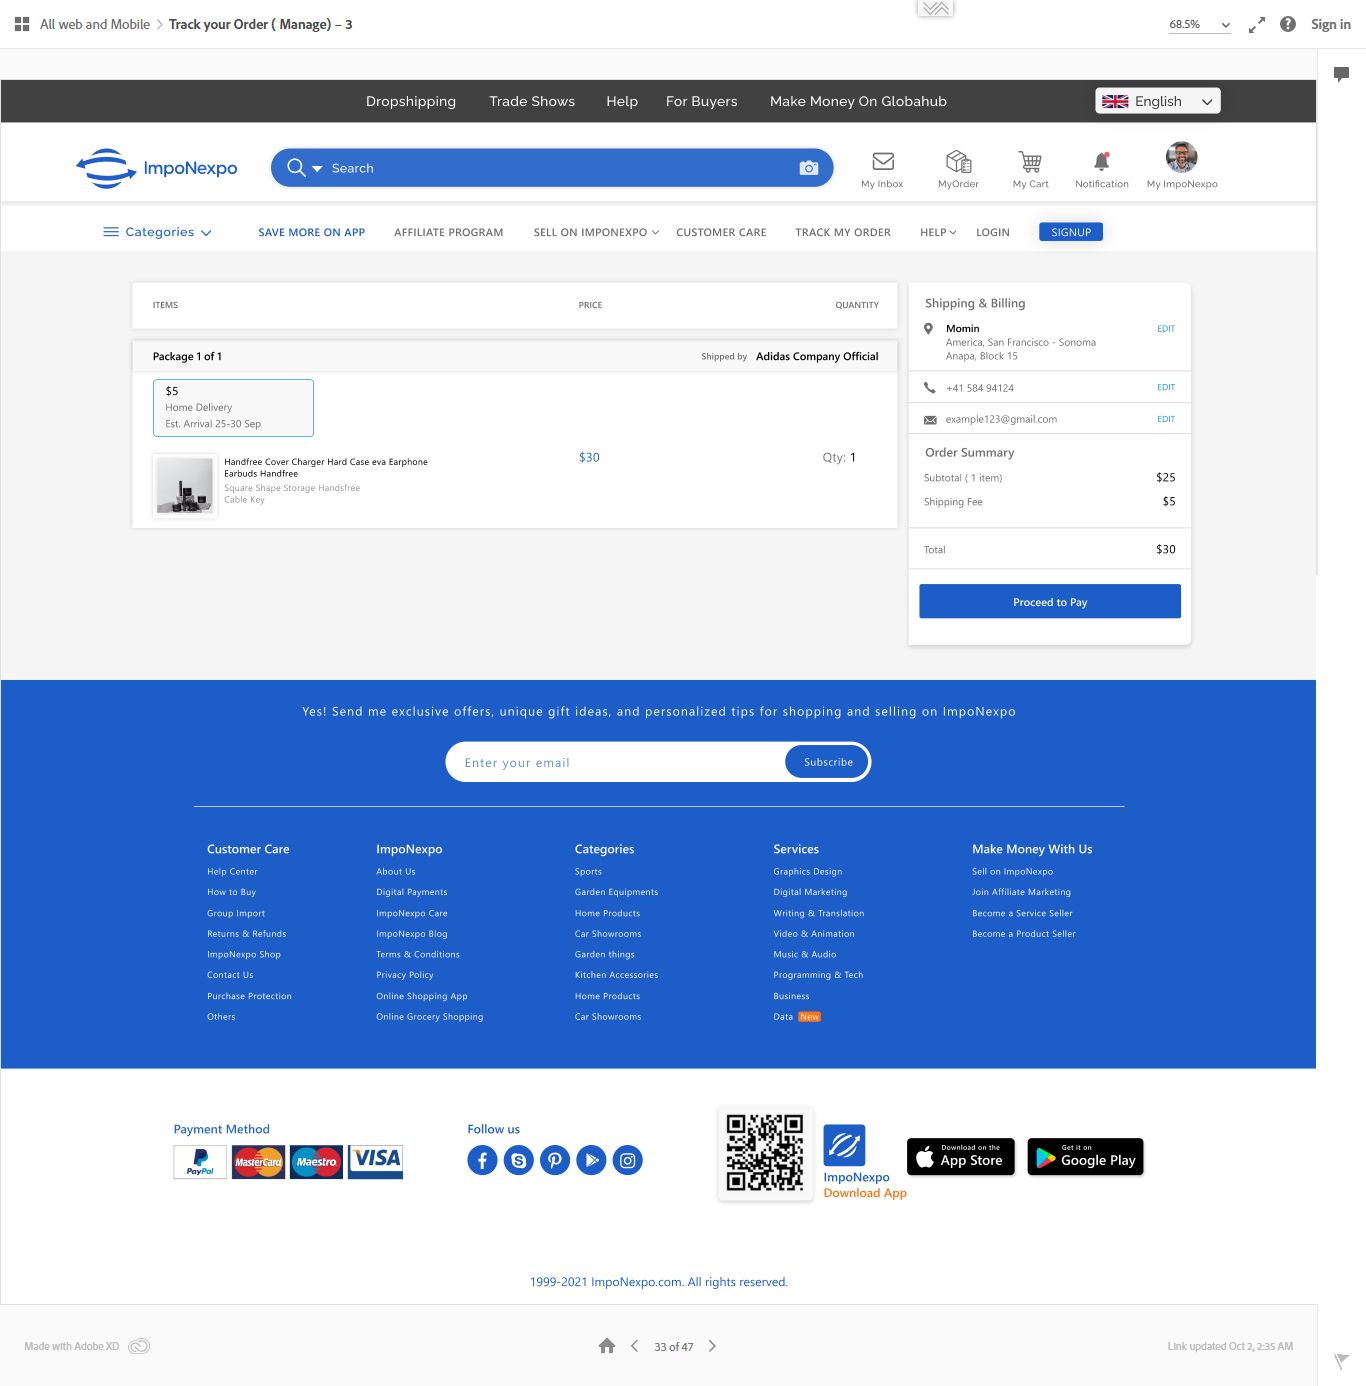 All web and Mobile > Track your Order ( Manage) – 3
68.5%
Sign in
Dropshipping Trade Shows Help For Buyers Make Money On Globahub English
ImpoNexpo
Search
My Inbox MyOrder My Cart Notification My ImpoNexpo
Categories SAVE MORE ON APP AFFILIATE PROGRAM SELL ON IMPONEXPO CUSTOMER CARE TRACK MY ORDER HELP LOGIN SIGNUP
ITEMS PRICE QUANTITY
Package 1 of 1 Shipped by Adidas Company Official
$5
Home Delivery
Est. Arrival 25-30 Sep
Handfree Cover Charger Hard Case eva Earphone
Earbuds Handfree
Square Shape Storage Handsfree
Cable Key
$30
Qty: 1
Shipping & Billing
Momin EDIT
America, San Francisco - Sonoma
Anapa, Block 15
+41 584 94124 EDIT
example123@gmail.com EDIT
Order Summary
Subtotal ( 1 item) $25
Shipping Fee $5
Total $30
Proceed to Pay
Yes! Send me exclusive offers, unique gift ideas, and personalized tips for shopping and selling on ImpoNexpo
Enter your email Subscribe
Customer Care
Help Center
How to Buy
Group Import
Returns & Refunds
ImpoNexpo Shop
Contact Us
Purchase Protection
Others
ImpoNexpo
About Us
Digital Payments
ImpoNexpo Care
ImpoNexpo Blog
Terms & Conditions
Privacy Policy
Online Shopping App
Online Grocery Shopping
Categories
Sports
Garden Equipments
Home Products
Car Showrooms
Garden things
Kitchen Accessories
Home Products
Car Showrooms
Services
Graphics Design
Digital Marketing
Writing & Translation
Video & Animation
Music & Audio
Programming & Tech
Business
Data New
Make Money With Us
Sell on ImpoNexpo
Join Affiliate Marketing
Become a Service Seller
Become a Product Seller
Payment Method
PayPal MasterCard Maestro VISA
Follow us
ImpoNexpo
Download App
Download on the
App Store
Get it on
Google Play
1999-2021 ImpoNexpo.com. All rights reserved.
Made with Adobe XD
33 of 47
Link updated Oct 2, 2:35 AM